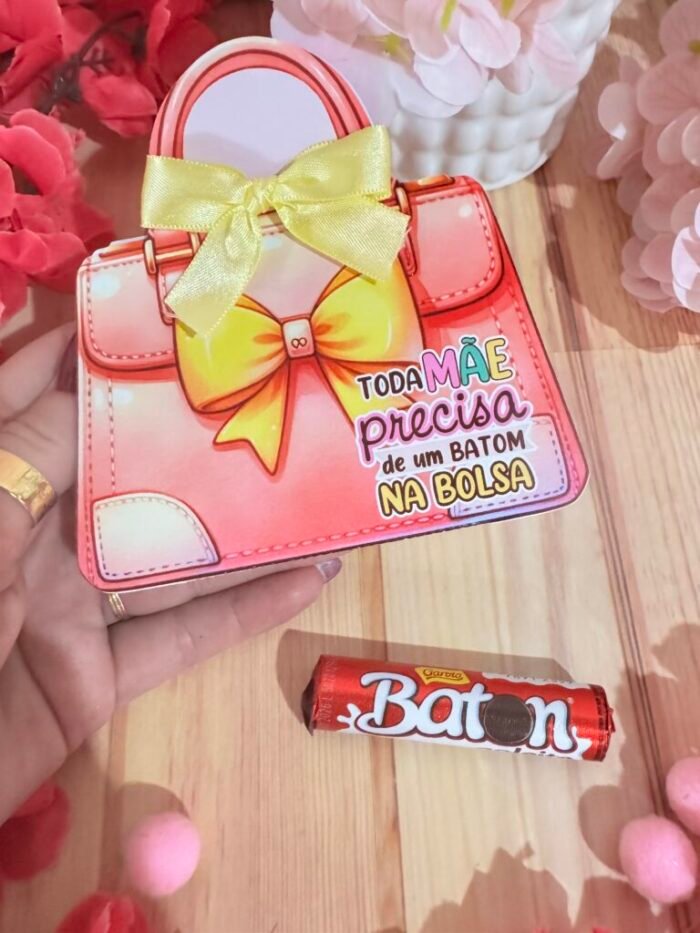 TODA MÃE
precisa
de um BATOM
NA BOLSA
Garoto
Baton